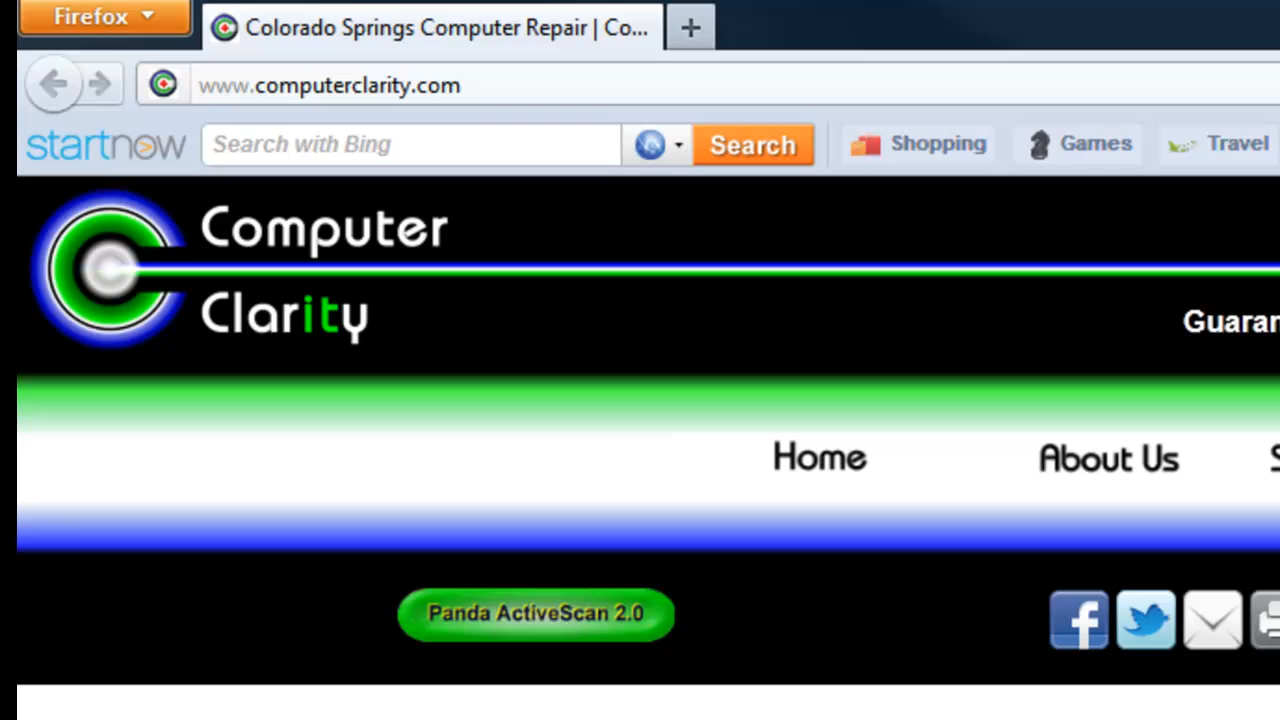 Firefox
Colorado Springs Computer Repair | Co...
www.computerclarity.com
startnow
Search with Bing
Search
Shopping
Games
Travel
Computer
Clarity
Guaran
Home
About Us
S
Panda ActiveScan 2.0